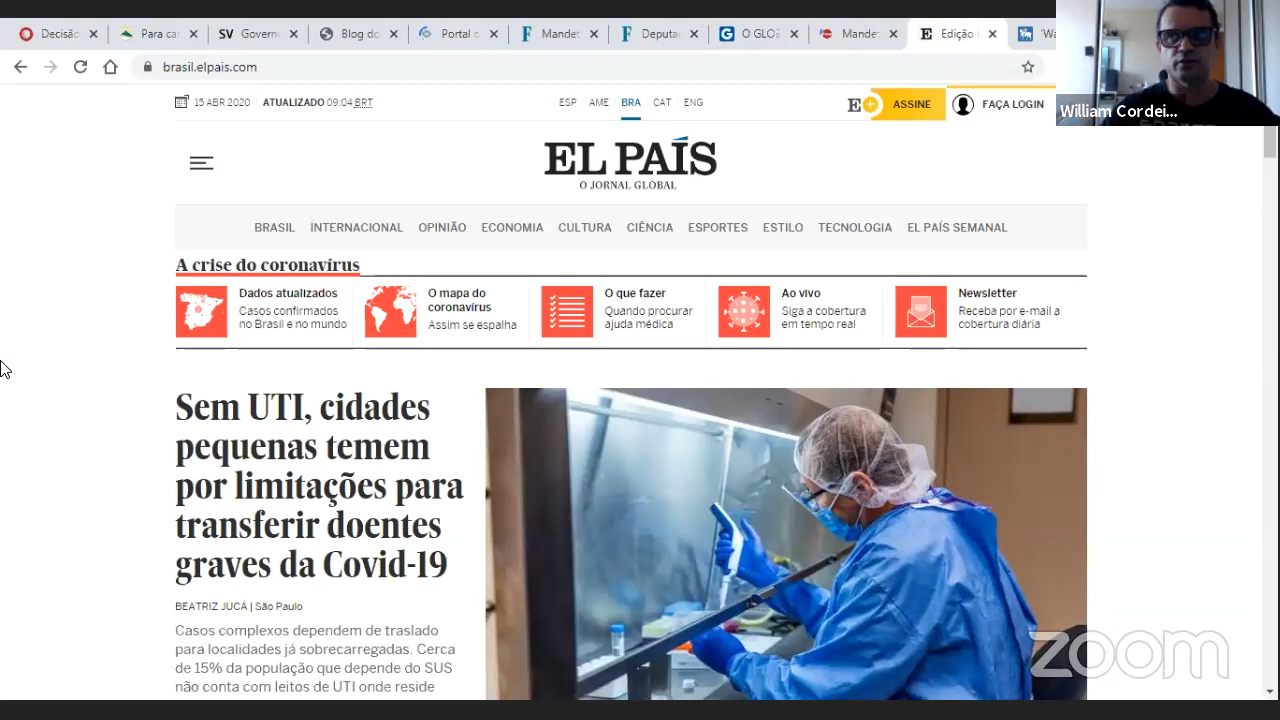 Decisão
Para car
SV Governo
Blog do
Portal c
F Mandet
F Deputa
G O GLOB
Mandet
E Edição
'Wa
brasil.elpais.com
William Cordei...
15 ABR 2020 ATUALIZADO 09:04 BRT
ESP AME BRA CAT ENG
E+ ASSINE
FAÇA LOGIN
EL PAÍS
O JORNAL GLOBAL
BRASIL INTERNACIONAL OPINIÃO ECONOMIA CULTURA CIÊNCIA ESPORTES ESTILO TECNOLOGIA EL PAÍS SEMANAL
A crise do coronavírus
Dados atualizados
Casos confirmados
no Brasil e no mundo
O mapa do
coronavírus
Assim se espalha
O que fazer
Quando procurar
ajuda médica
Ao vivo
Siga a cobertura
em tempo real
Newsletter
Receba por e-mail a
cobertura diária
Sem UTI, cidades
pequenas temem
por limitações para
transferir doentes
graves da Covid-19
BEATRIZ JUCÁ | São Paulo
Casos complexos dependem de traslado
para localidades já sobrecarregadas. Cerca
de 15% da população que depende do SUS
não conta com leitos de UTI onde reside
zoom